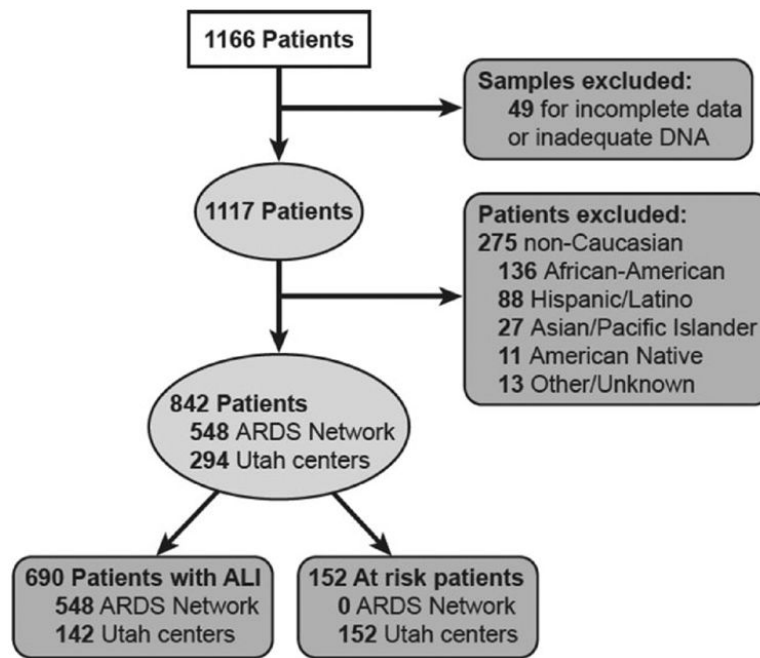 1166 Patients
Samples excluded:
49 for incomplete data
or inadequate DNA
1117 Patients
Patients excluded:
275 non-Caucasian
136 African-American
88 Hispanic/Latino
27 Asian/Pacific Islander
11 American Native
13 Other/Unknown
842 Patients
548 ARDS Network
294 Utah centers
690 Patients with ALI
548 ARDS Network
142 Utah centers
152 At risk patients
0 ARDS Network
152 Utah centers